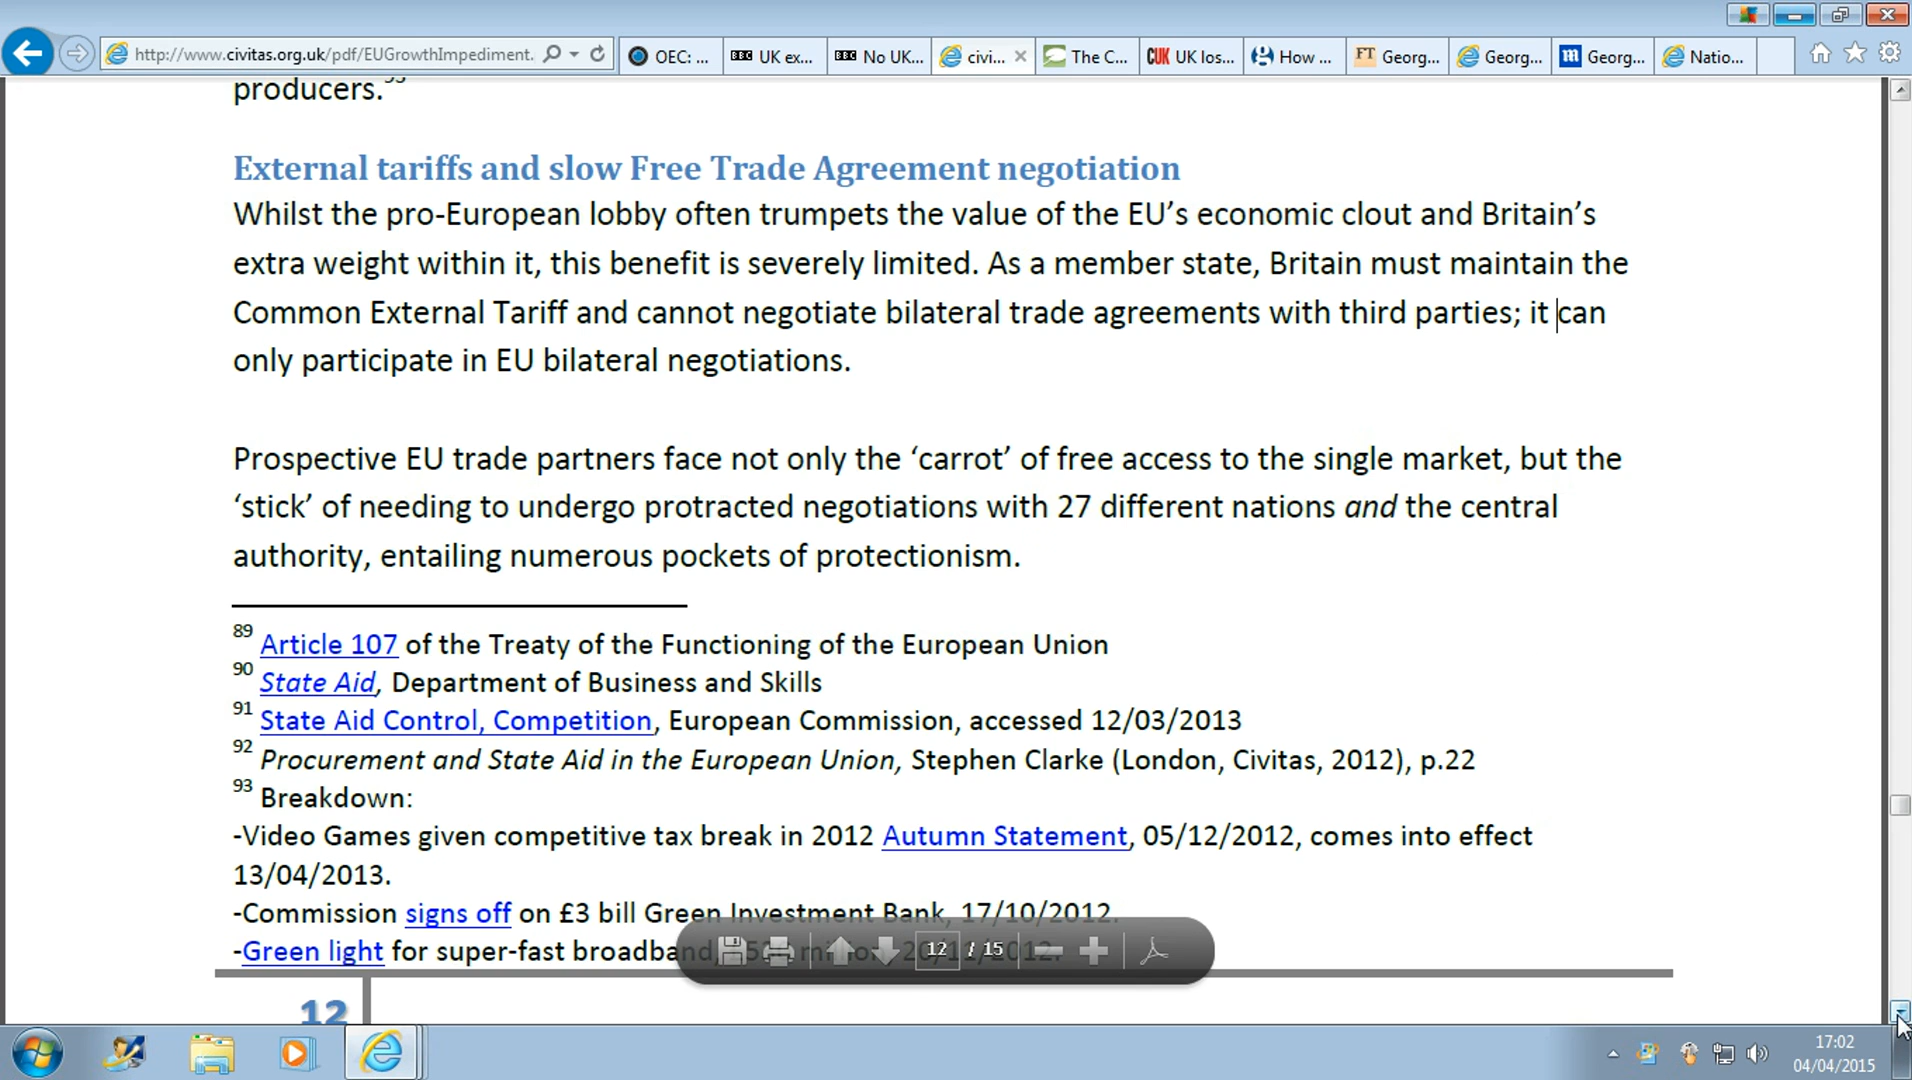 http://www.civitas.org.uk/pdf/EUGrowthImpediment.
OEC: ...
BBC UK ex...
BBC No UK...
civi...
The C...
CUK UK los...
How ...
FT Georg...
Georg...
m Georg...
Natio...
producers.93
External tariffs and slow Free Trade Agreement negotiation
Whilst the pro-European lobby often trumpets the value of the EU’s economic clout and Britain’s
extra weight within it, this benefit is severely limited. As a member state, Britain must maintain the
Common External Tariff and cannot negotiate bilateral trade agreements with third parties; it can
only participate in EU bilateral negotiations.
Prospective EU trade partners face not only the ‘carrot’ of free access to the single market, but the
‘stick’ of needing to undergo protracted negotiations with 27 different nations and the central
authority, entailing numerous pockets of protectionism.
89 Article 107 of the Treaty of the Functioning of the European Union
90 State Aid, Department of Business and Skills
91 State Aid Control, Competition, European Commission, accessed 12/03/2013
92 Procurement and State Aid in the European Union, Stephen Clarke (London, Civitas, 2012), p.22
93 Breakdown:
-Video Games given competitive tax break in 2012 Autumn Statement, 05/12/2012, comes into effect
13/04/2013.
-Commission signs off on £3 bill Green Investment Bank, 17/10/2012.
-Green light for super-fast broadband
12 / 15
12
17:02
04/04/2015